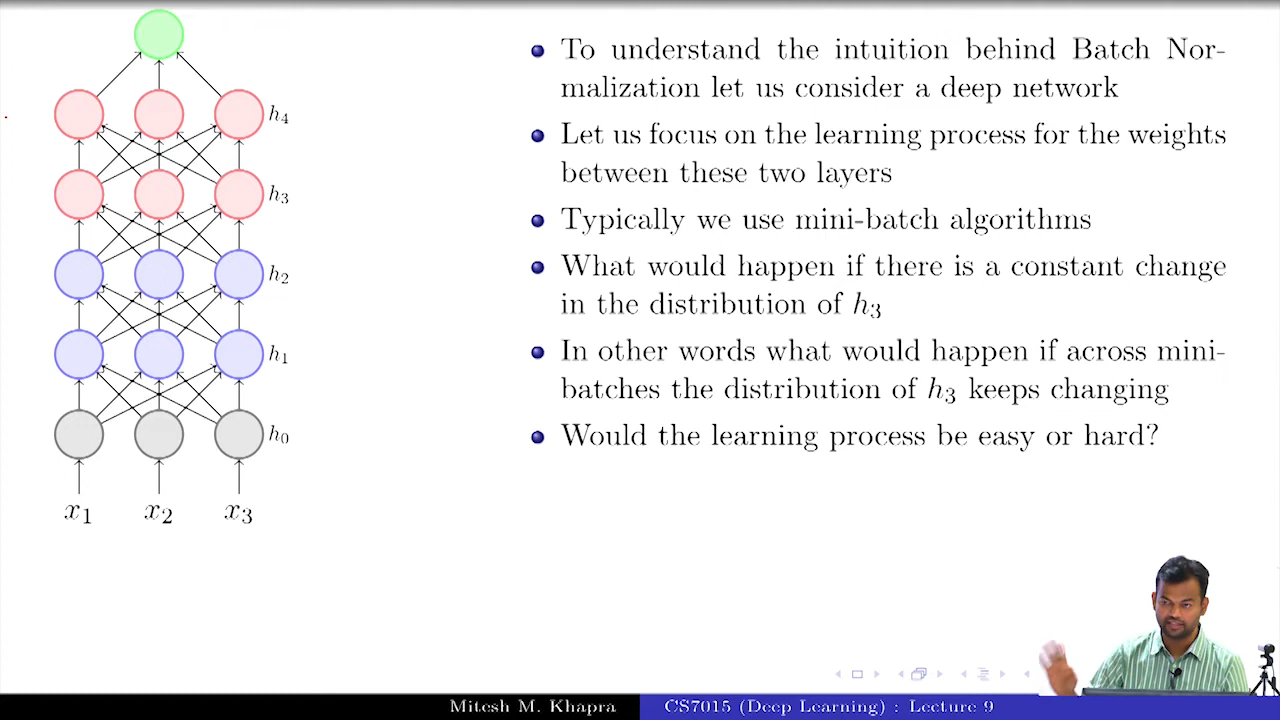 h₄
h₃
h₂
h₁
h₀
x₁ x₂ x₃
To understand the intuition behind Batch Nor-
malization let us consider a deep network
Let us focus on the learning process for the weights
between these two layers
Typically we use mini-batch algorithms
What would happen if there is a constant change
in the distribution of h₃
In other words what would happen if across mini-
batches the distribution of h₃ keeps changing
Would the learning process be easy or hard?
Mitesh M. Khapra CS7015 (Deep Learning) : Lecture 9